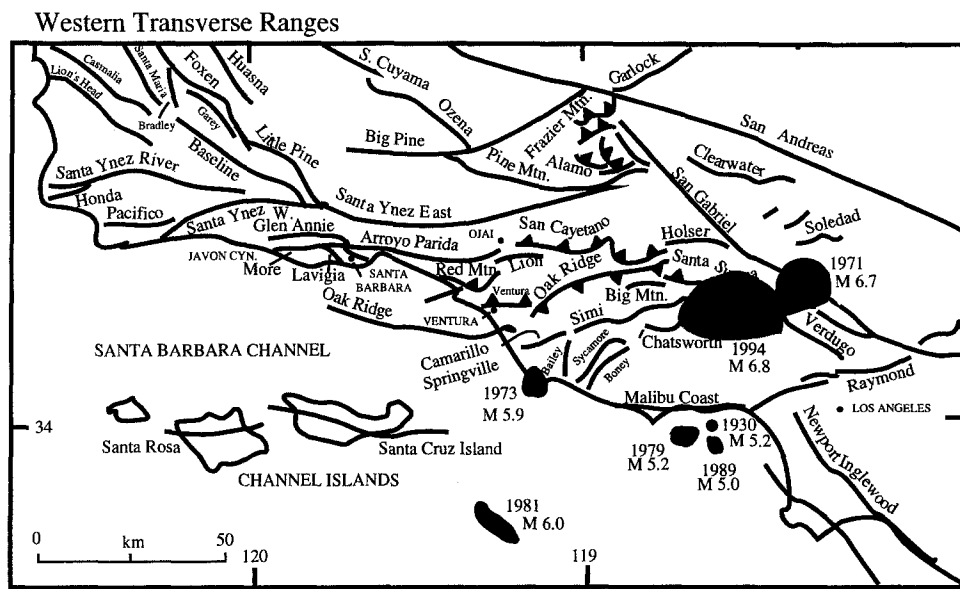 Western Transverse Ranges
Casmalia
Santa Maria
Foxen
Huasna
S. Cuyama
Garlock
Lion's Head
Ozena
Frazier Mtn.
San Andreas
Bradley
Garey
Little Pine
Big Pine
Pine Mtn.
Alamo
Clearwater
Baseline
Santa Ynez River
San Gabriel
Honda
Pacifico
Santa Ynez W.
Santa Ynez East
Soledad
Glen Annie
Arroyo Parida
OJAI
San Cayetano
Holser
JAVON CYN.
More
Lavigia
SANTA
BARBARA
Red Mtn.
Lion
Oak Ridge
Santa
1971
M 6.7
Ventura
Big Mtn.
Oak Ridge
VENTURA
Simi
Verdugo
SANTA BARBARA CHANNEL
Camarillo
Springville
Bailey
Sycamore
Boney
Chatsworth
1994
M 6.8
1973
M 5.9
Raymond
Malibu Coast
LOS ANGELES
34
Santa Rosa
Santa Cruz Island
1930
M 5.2
1979
M 5.2
1989
M 5.0
Newport Inglewood
CHANNEL ISLANDS
1981
M 6.0
0
km
50
120
119